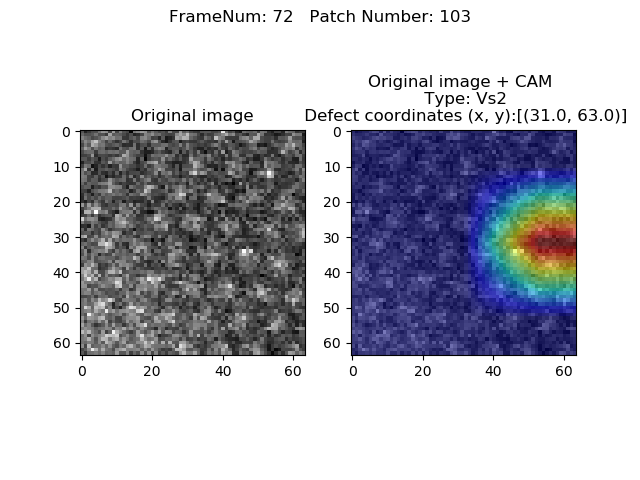 FrameNum: 72   Patch Number: 103
Original image
Original image + CAM
Type: Vs2
Defect coordinates (x, y):[(31.0, 63.0)]
0
10
20
30
40
50
60
0 20 40 60
0
10
20
30
40
50
60
0 20 40 60